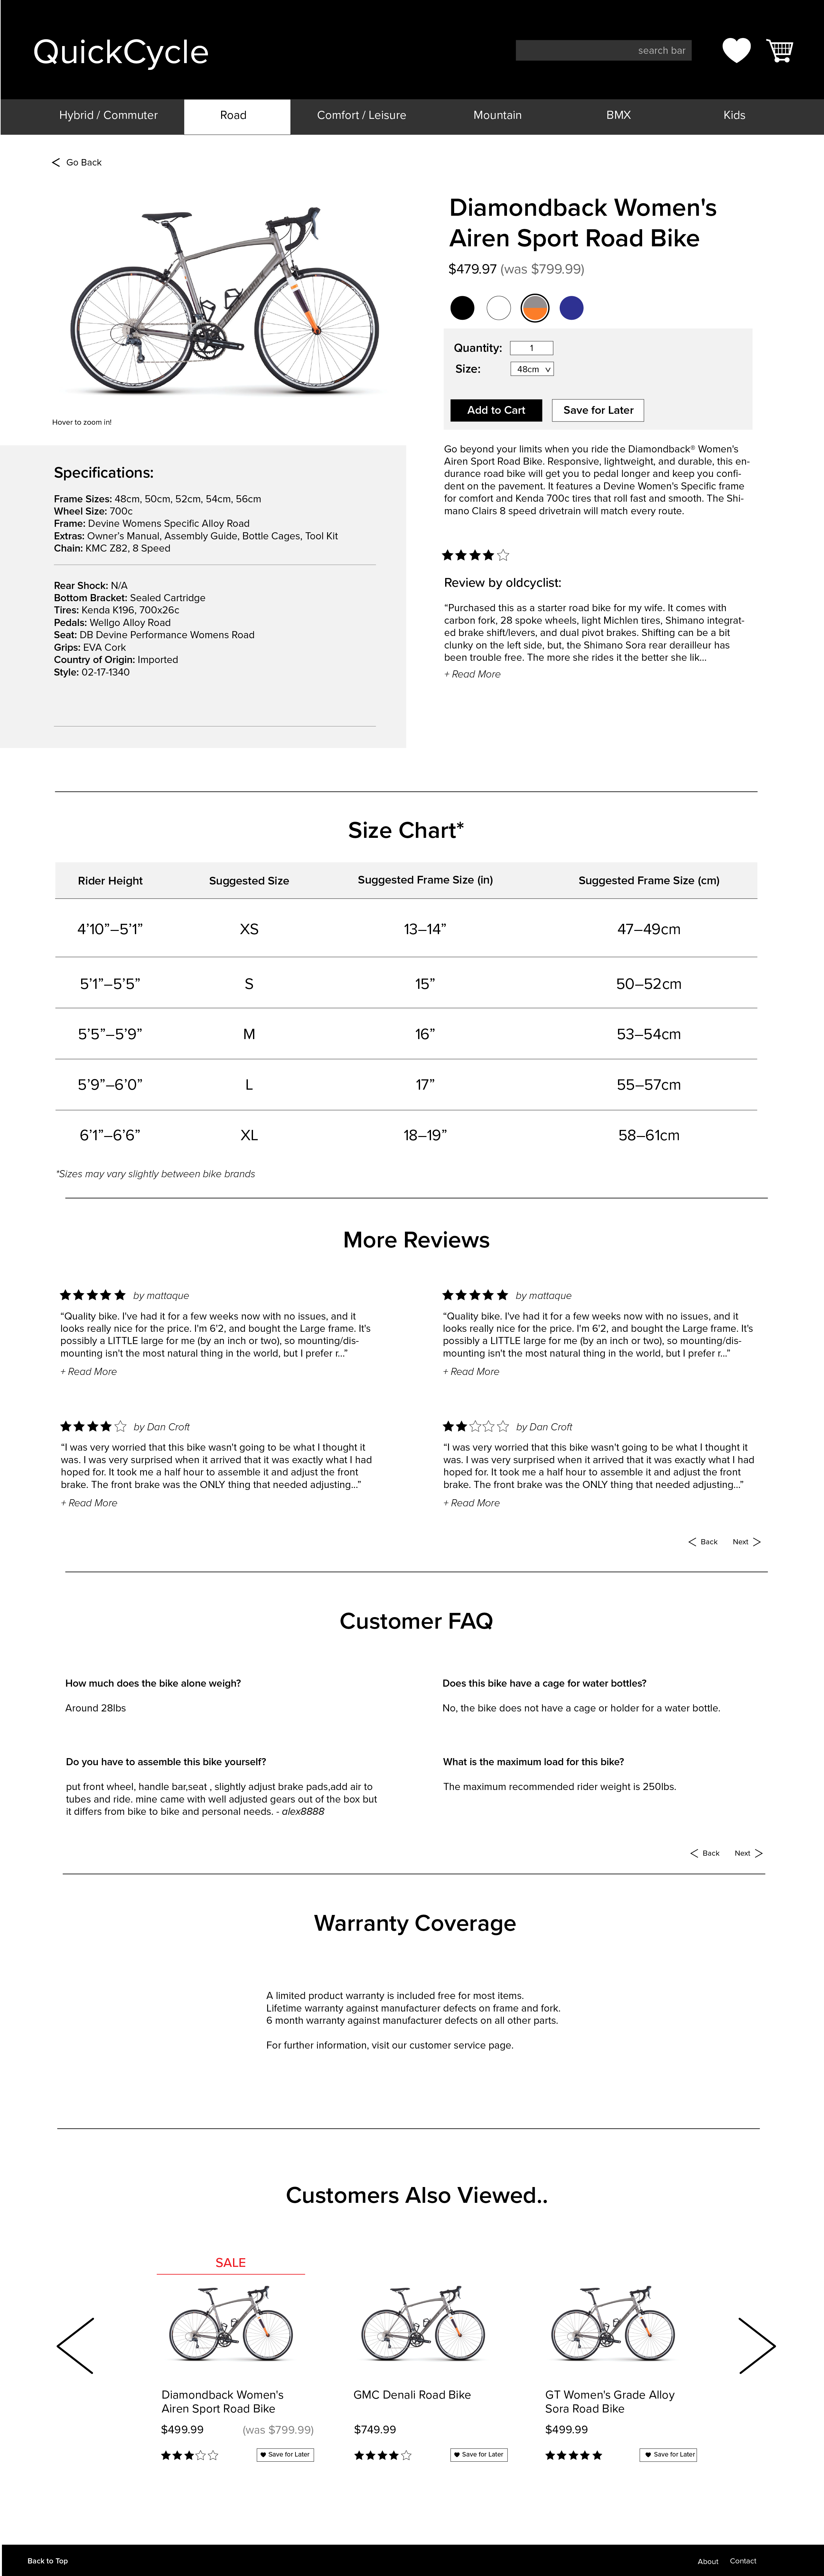 QuickCycle
search bar
Hybrid / Commuter
Road
Comfort / Leisure
Mountain
BMX
Kids
< Go Back
Hover to zoom in!
Diamondback Women's
Airen Sport Road Bike
$479.97 (was $799.99)
Quantity: 1
Size: 48cm v
Add to Cart
Save for Later
Go beyond your limits when you ride the Diamondback® Women's
Airen Sport Road Bike. Responsive, lightweight, and durable, this en-
durance road bike will get you to pedal longer and keep you confi-
dent on the pavement. It features a Devine Women's Specific frame
for comfort and Kenda 700c tires that roll fast and smooth. The Shi-
mano Clairs 8 speed drivetrain will match every route.
Review by oldcyclist:
“Purchased this as a starter road bike for my wife. It comes with
carbon fork, 28 spoke wheels, light Michlen tires, Shimano integrat-
ed brake shift/levers, and dual pivot brakes. Shifting can be a bit
clunky on the left side, but, the Shimano Sora rear derailleur has
been trouble free. The more she rides it the better she lik...
+ Read More
Specifications:
Frame Sizes: 48cm, 50cm, 52cm, 54cm, 56cm
Wheel Size: 700c
Frame: Devine Womens Specific Alloy Road
Extras: Owner's Manual, Assembly Guide, Bottle Cages, Tool Kit
Chain: KMC Z82, 8 Speed
Rear Shock: N/A
Bottom Bracket: Sealed Cartridge
Tires: Kenda K196, 700x26c
Pedals: Wellgo Alloy Road
Seat: DB Devine Performance Womens Road
Grips: EVA Cork
Country of Origin: Imported
Style: 02-17-1340
Size Chart*
Rider Height
Suggested Size
Suggested Frame Size (in)
Suggested Frame Size (cm)
4’10”–5’1”
XS
13–14”
47–49cm
5’1”–5’5”
S
15”
50–52cm
5’5”–5’9”
M
16”
53–54cm
5’9”–6’0”
L
17”
55–57cm
6’1”–6’6”
XL
18–19”
58–61cm
*Sizes may vary slightly between bike brands
More Reviews
by mattaque
“Quality bike. I've had it for a few weeks now with no issues, and it
looks really nice for the price. I'm 6'2, and bought the Large frame. It's
possibly a LITTLE large for me (by an inch or two), so mounting/dis-
mounting isn't the most natural thing in the world, but I prefer r...”
+ Read More
by mattaque
“Quality bike. I've had it for a few weeks now with no issues, and it
looks really nice for the price. I'm 6'2, and bought the Large frame. It's
possibly a LITTLE large for me (by an inch or two), so mounting/dis-
mounting isn't the most natural thing in the world, but I prefer r...”
+ Read More
by Dan Croft
“I was very worried that this bike wasn't going to be what I thought it
was. I was very surprised when it arrived that it was exactly what I had
hoped for. It took me a half hour to assemble it and adjust the front
brake. The front brake was the ONLY thing that needed adjusting...”
+ Read More
by Dan Croft
“I was very worried that this bike wasn't going to be what I thought it
was. I was very surprised when it arrived that it was exactly what I had
hoped for. It took me a half hour to assemble it and adjust the front
brake. The front brake was the ONLY thing that needed adjusting...”
+ Read More
< Back Next >
Customer FAQ
How much does the bike alone weigh?
Around 28lbs
Does this bike have a cage for water bottles?
No, the bike does not have a cage or holder for a water bottle.
Do you have to assemble this bike yourself?
put front wheel, handle bar,seat , slightly adjust brake pads,add air to
tubes and ride. mine came with well adjusted gears out of the box but
it differs from bike to bike and personal needs. - alex8888
What is the maximum load for this bike?
The maximum recommended rider weight is 250lbs.
< Back Next >
Warranty Coverage
A limited product warranty is included free for most items.
Lifetime warranty against manufacturer defects on frame and fork.
6 month warranty against manufacturer defects on all other parts.
For further information, visit our customer service page.
Customers Also Viewed..
SALE
Diamondback Women's
Airen Sport Road Bike
$499.99 (was $799.99)
Save for Later
GMC Denali Road Bike
$749.99
Save for Later
GT Women's Grade Alloy
Sora Road Bike
$499.99
Save for Later
Back to Top
About
Contact